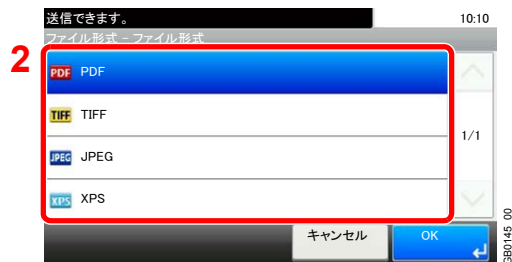 送信できます。 10:10
ファイル形式 - ファイル形式
2
PDF PDF
TIFF TIFF
1/1
JPEG JPEG
XPS XPS
キャンセル OK
GB0145 00